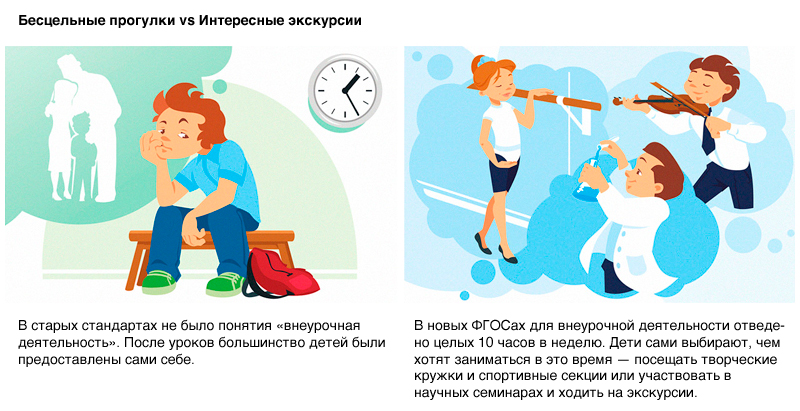 Бесцельные прогулки vs Интересные экскурсии
В старых стандартах не было понятия «внеурочная
деятельность». После уроков большинство детей были
предоставлены сами себе.
В новых ФГОСах для внеурочной деятельности отведе-
но целых 10 часов в неделю. Дети сами выбирают, чем
хотят заниматься в это время — посещать творческие
кружки и спортивные секции или участвовать в
научных семинарах и ходить на экскурсии.